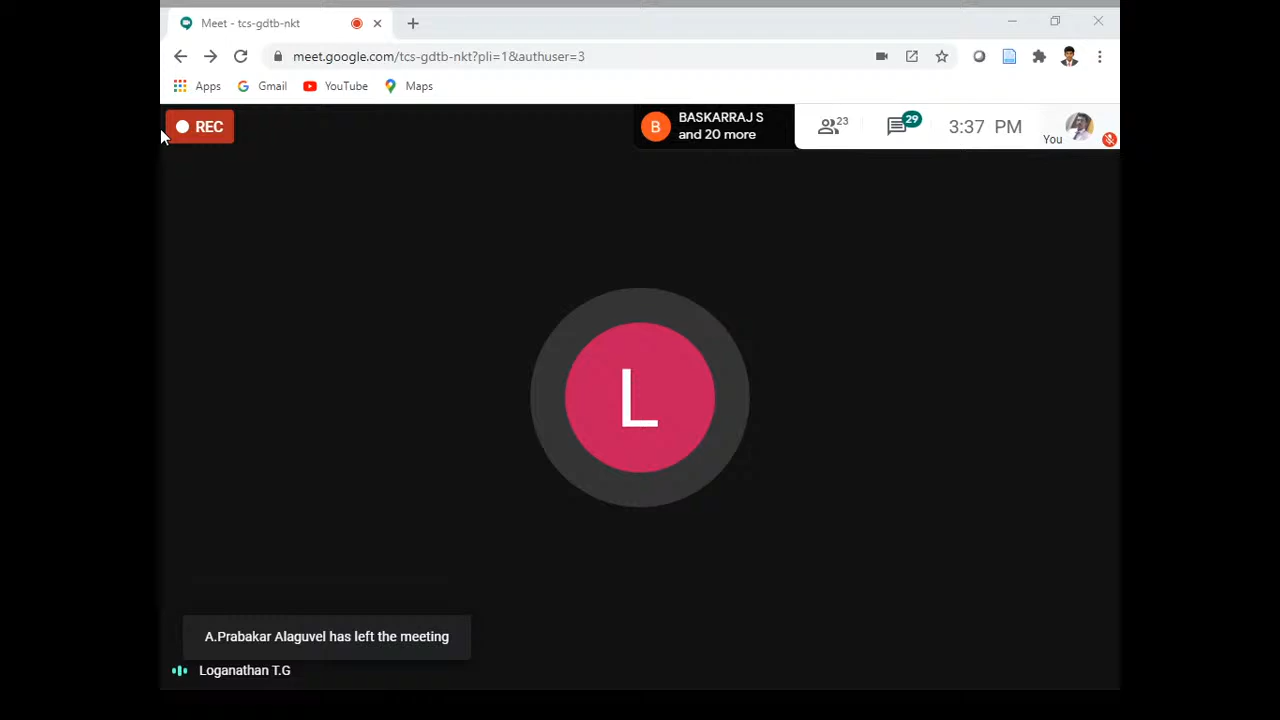 Meet - tcs-gdtb-nkt
meet.google.com/tcs-gdtb-nkt?pli=1&authuser=3
Apps
Gmail
YouTube
Maps
REC
B
BASKARRAJ S
and 20 more
23
29
3:37 PM
You
L
A.Prabakar Alaguvel has left the meeting
Loganathan T.G